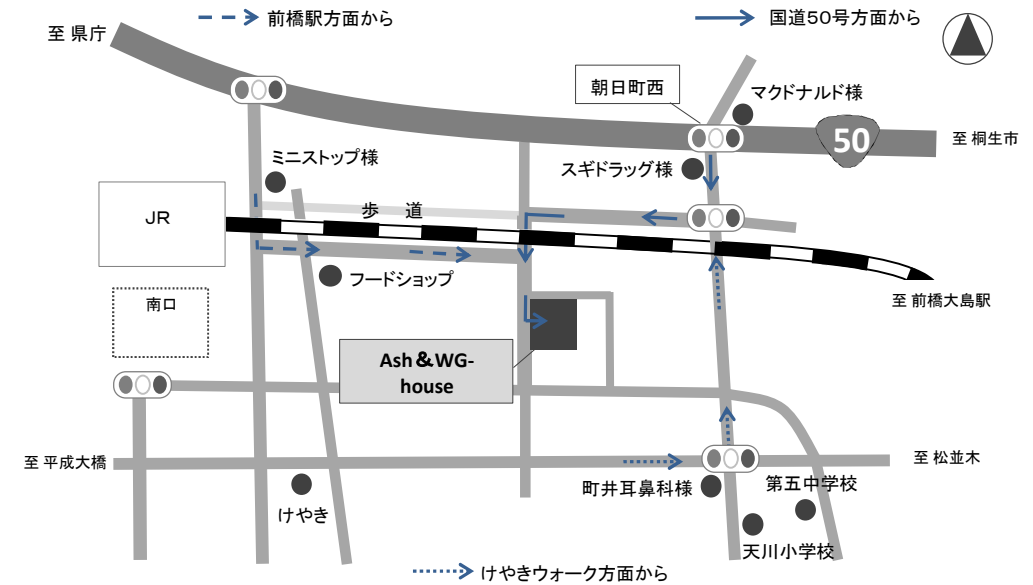 前橋駅方面から
国道50号方面から
至 県庁
朝日町西
マクドナルド様
50
至 桐生市
ミニストップ様
スギドラッグ様
JR
歩 道
フードショップ
至 前橋大島駅
南口
Ash&WG-
house
至 平成大橋
至 松並木
町井耳鼻科様
第五中学校
けやき
天川小学校
けやきウォーク方面から